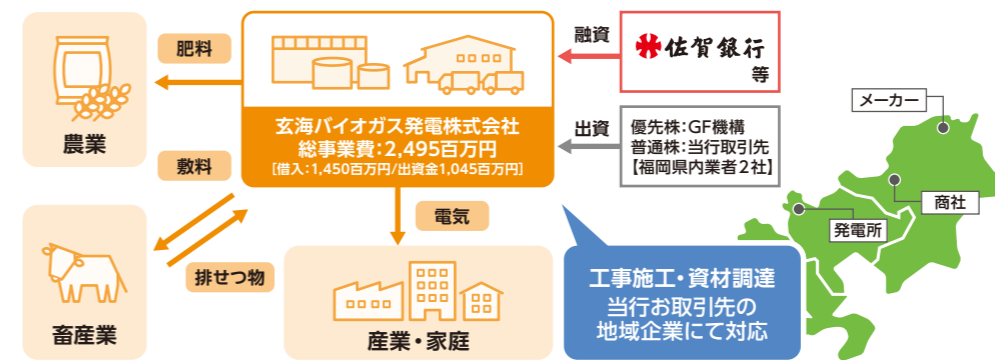 肥料
農業
敷料
排せつ物
畜産業
玄海バイオガス発電株式会社
総事業費：2,495百万円
[借入：1,450百万円/出資金1,045百万円]
電気
産業・家庭
融資
佐賀銀行
等
出資
優先株：GF機構
普通株：当行取引先
【福岡県内業者2社】
工事施工・資材調達
当行お取引先の
地域企業にて対応
メーカー
商社
発電所